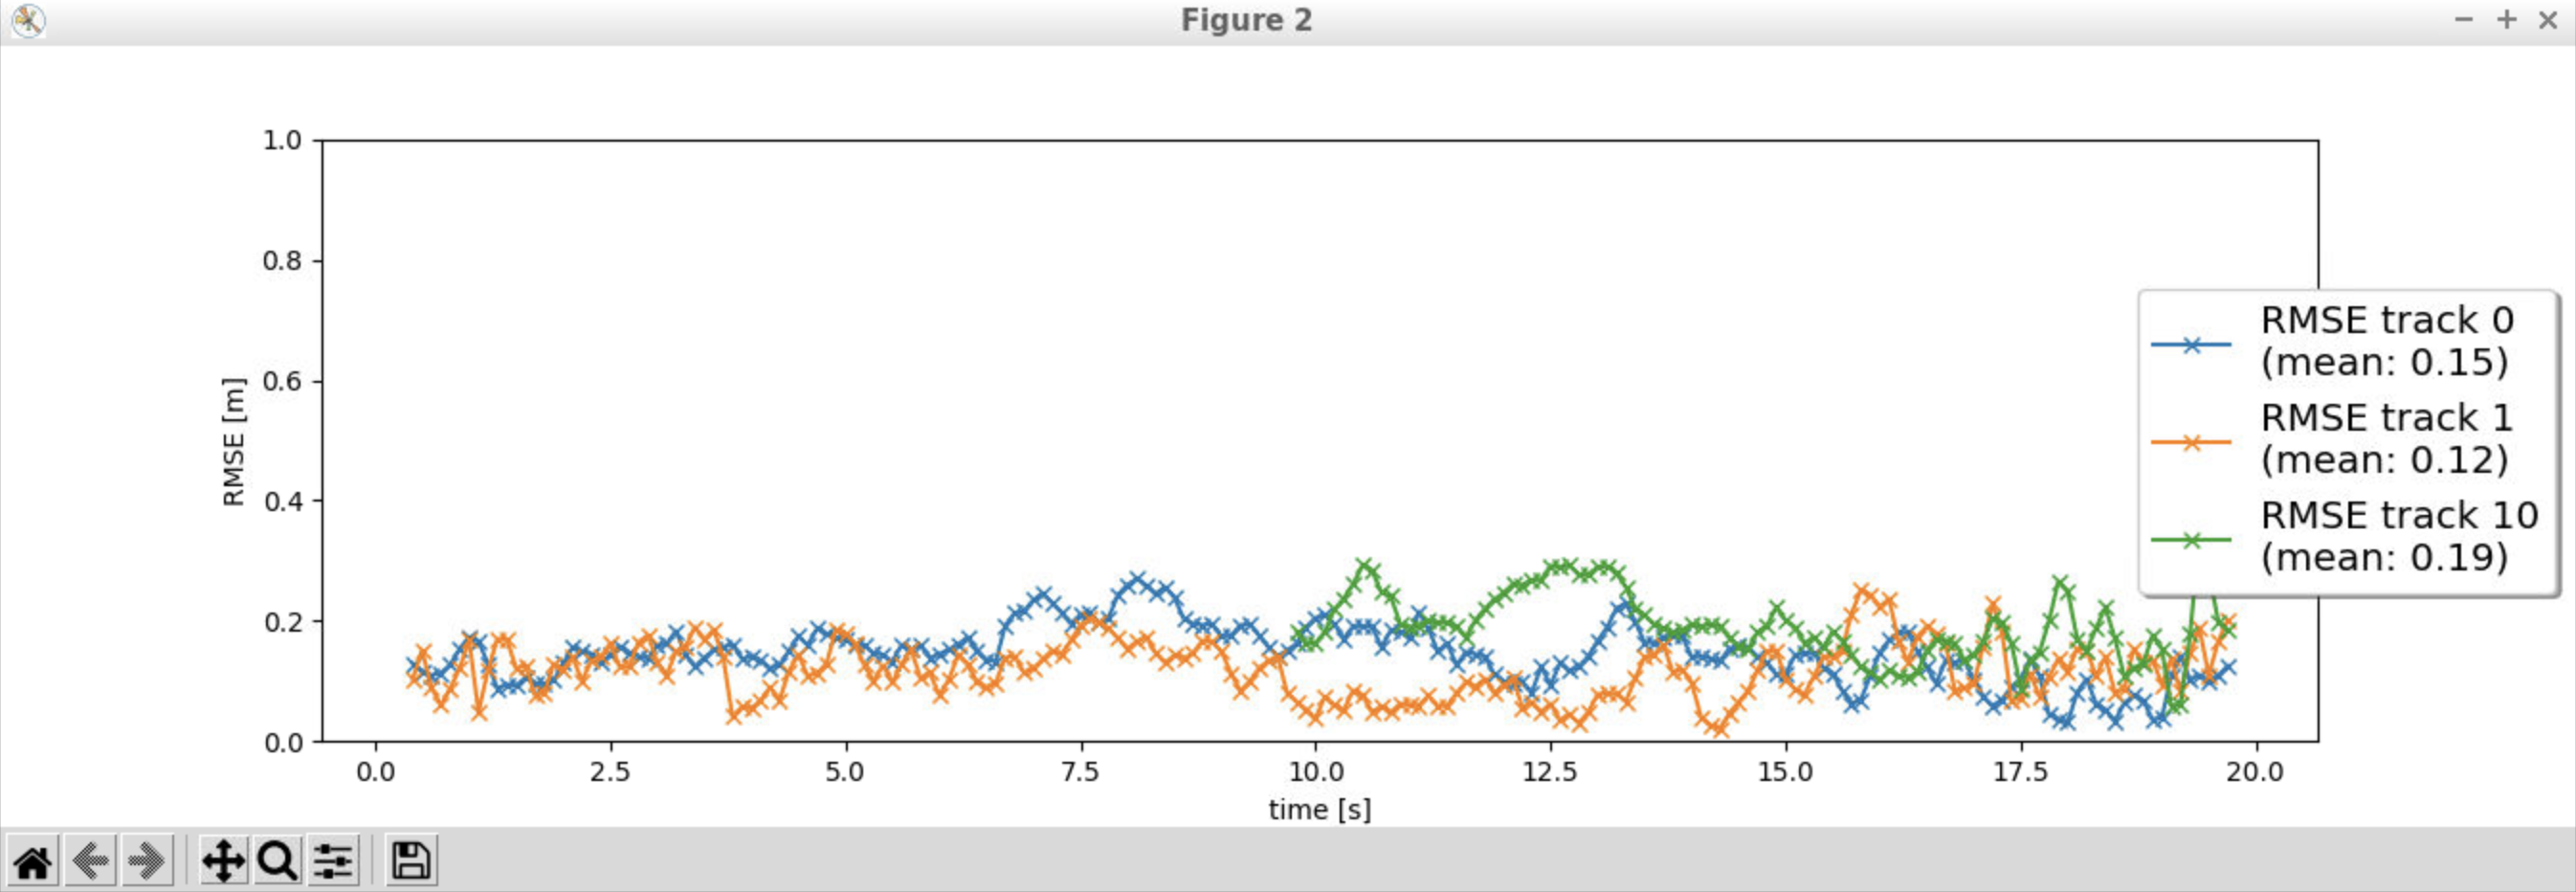 Figure 2
1.0
0.8
0.6
0.4
0.2
0.0
RMSE [m]
0.0 2.5 5.0 7.5 10.0 12.5 15.0 17.5 20.0
time [s]
RMSE track 0
(mean: 0.15)
RMSE track 1
(mean: 0.12)
RMSE track 10
(mean: 0.19)